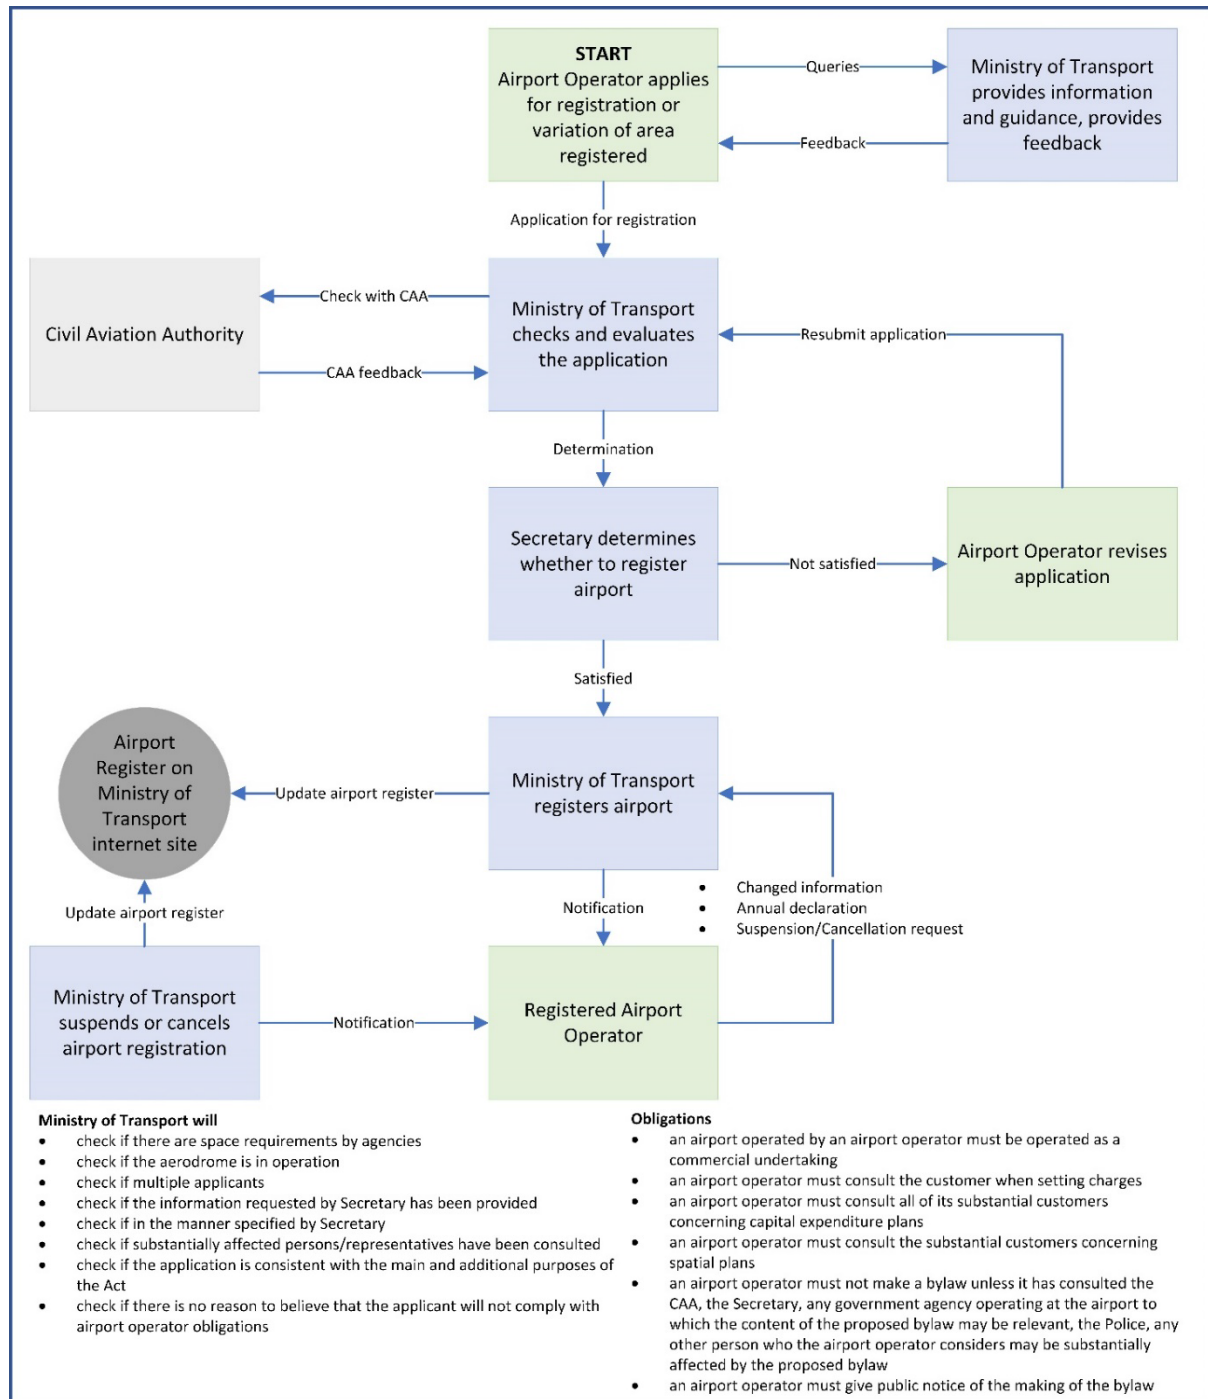 START
Airport Operator applies
for registration or
variation of area
registered
Queries
Feedback
Ministry of Transport
provides information
and guidance, provides
feedback
Application for registration
Civil Aviation Authority
Check with CAA
CAA feedback
Ministry of Transport
checks and evaluates
the application
Resubmit application
Determination
Secretary determines
whether to register
airport
Not satisfied
Airport Operator revises
application
Satisfied
Airport
Register on
Ministry of
Transport
internet site
Update airport register
Ministry of Transport
registers airport
Update airport register
Notification
• Changed information
• Annual declaration
• Suspension/Cancellation request
Ministry of Transport
suspends or cancels
airport registration
Notification
Registered Airport
Operator
Ministry of Transport will
• check if there are space requirements by agencies
• check if the aerodrome is in operation
• check if multiple applicants
• check if the information requested by Secretary has been provided
• check if in the manner specified by Secretary
• check if substantially affected persons/representatives have been consulted
• check if the application is consistent with the main and additional purposes of
the Act
• check if there is no reason to believe that the applicant will not comply with
airport operator obligations
Obligations
• an airport operated by an airport operator must be operated as a
commercial undertaking
• an airport operator must consult the customer when setting charges
• an airport operator must consult all of its substantial customers
concerning capital expenditure plans
• an airport operator must consult the substantial customers concerning
spatial plans
• an airport operator must not make a bylaw unless it has consulted the
CAA, the Secretary, any government agency operating at the airport to
which the content of the proposed bylaw may be relevant, the Police, any
other person who the airport operator considers may be substantially
affected by the proposed bylaw
• an airport operator must give public notice of the making of the bylaw